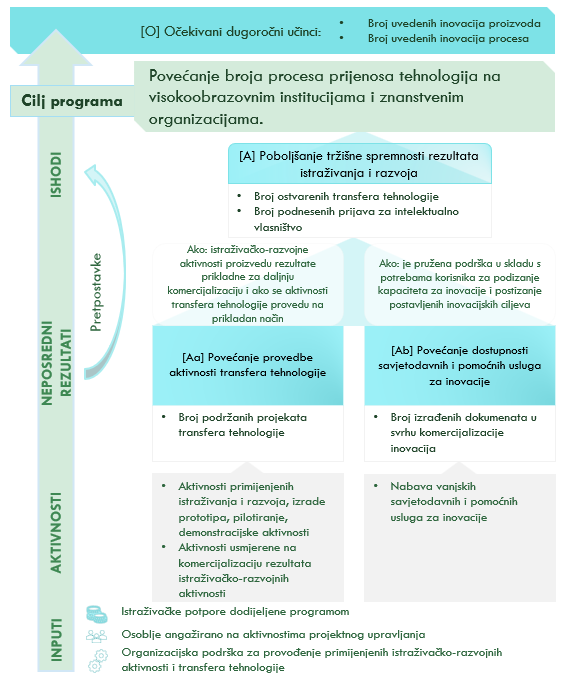 [O] Očekivani dugoročni učinci:
• Broj uvedenih inovacija proizvoda
• Broj uvedenih inovacija procesa
Cilj programa
Povećanje broja procesa prijenosa tehnologija na
visokoobrazovnim institucijama i znanstvenim
organizacijama.
ISHODI
[A] Poboljšanje tržišne spremnosti rezultata
istraživanja i razvoja
• Broj ostvarenih transfera tehnologije
• Broj podnesenih prijava za intelektualno
vlasništvo
Pretpostavke
Ako: istraživačko-razvojne
aktivnosti proizvedu rezultate
prikladne za daljnju
komercijalizaciju i ako se aktivnosti
transfera tehnologije provedu na
prikladan način
Ako: je pružena podrška u skladu s
potrebama korisnika za podizanje
kapaciteta za inovacije i postizanje
postavljenih inovacijskih ciljeva
NEPOSREDNI
REZULTATI
[Aa] Povećanje provedbe
aktivnosti transfera tehnologije
• Broj podržanih projekata
transfera tehnologije
[Ab] Povećanje dostupnosti
savjetodavnih i pomoćnih usluga
za inovacije
• Broj izrađenih dokumenata u
svrhu komercijalizacije
inovacija
AKTIVNOSTI
• Aktivnosti primijenjenih
istraživanja i razvoja, izrade
prototipa, pilotiranje,
demonstracijske aktivnosti
• Aktivnosti usmjerene na
komercijalizaciju rezultata
istraživačko-razvojnih
aktivnosti
• Nabava vanjskih
savjetodavnih i pomoćnih
usluga za inovacije
INPUTI
Istraživačke potpore dodijeljene programom
Osoblje angažirano na aktivnostima projektnog upravljanja
Organizacijska podrška za provođenje primijenjenih istraživačko-razvojnih
aktivnosti i transfera tehnologije